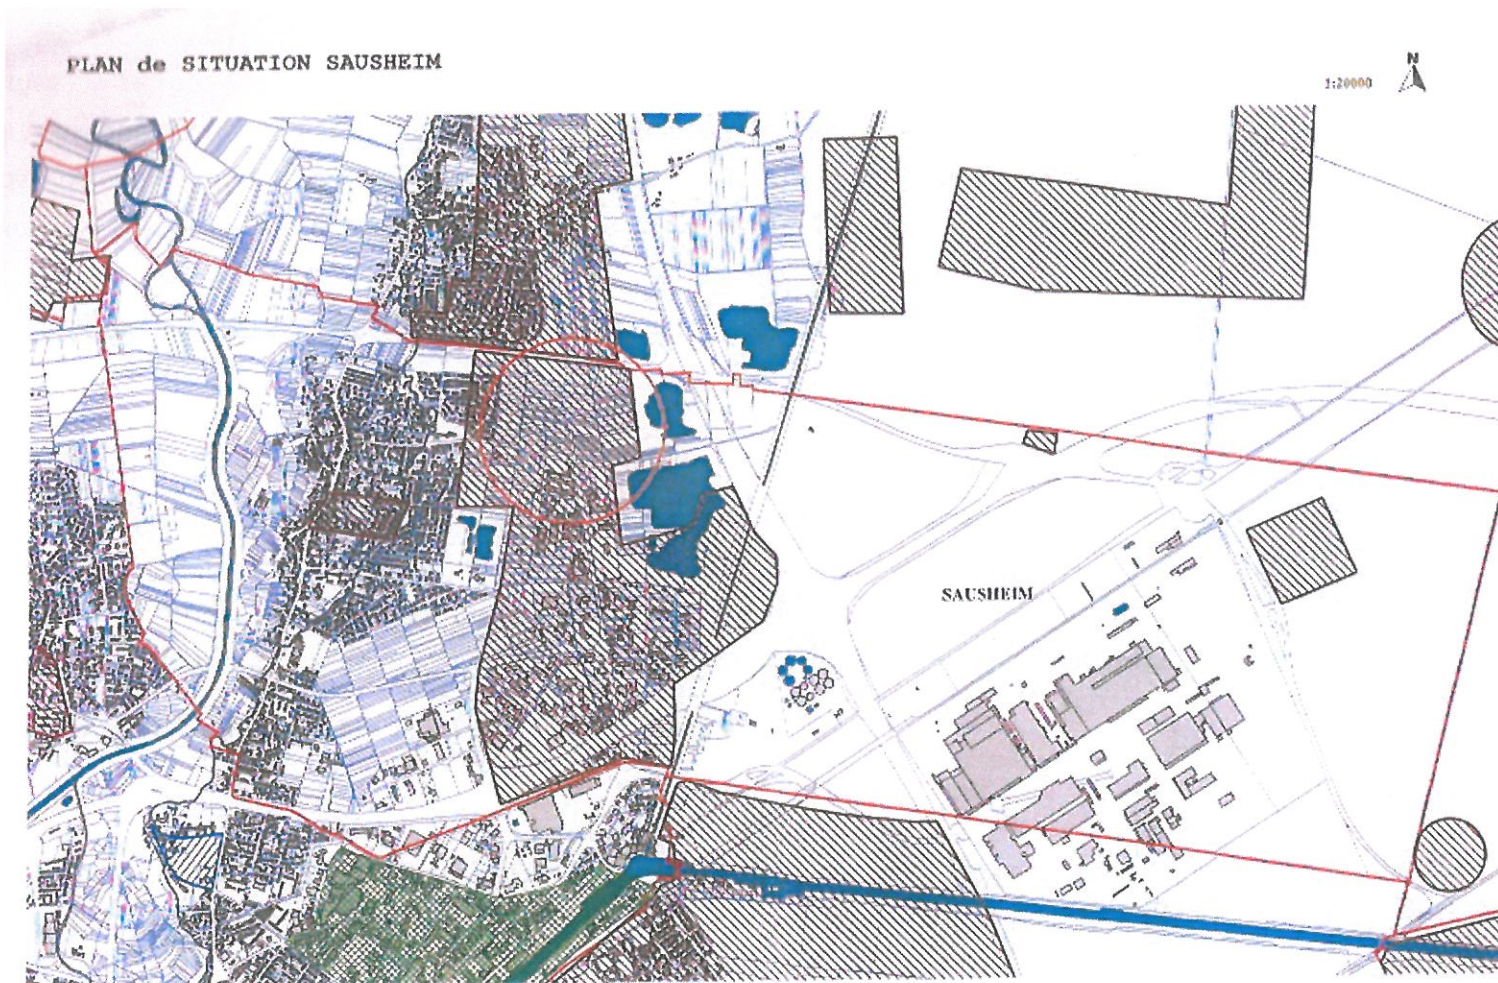 PLAN de SITUATION SAUSHEIM
N
1:20000
SAUSHEIM